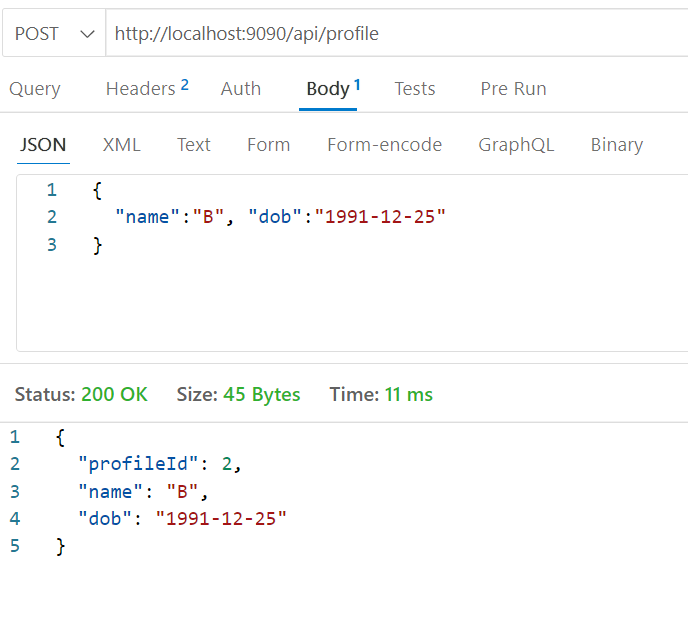 POST http://localhost:9090/api/profile
Query Headers 2 Auth Body 1 Tests Pre Run
JSON XML Text Form Form-encode GraphQL Binary
1 {
2 "name":"B", "dob":"1991-12-25"
3 }
Status: 200 OK Size: 45 Bytes Time: 11 ms
1 {
2 "profileId": 2,
3 "name": "B",
4 "dob": "1991-12-25"
5 }